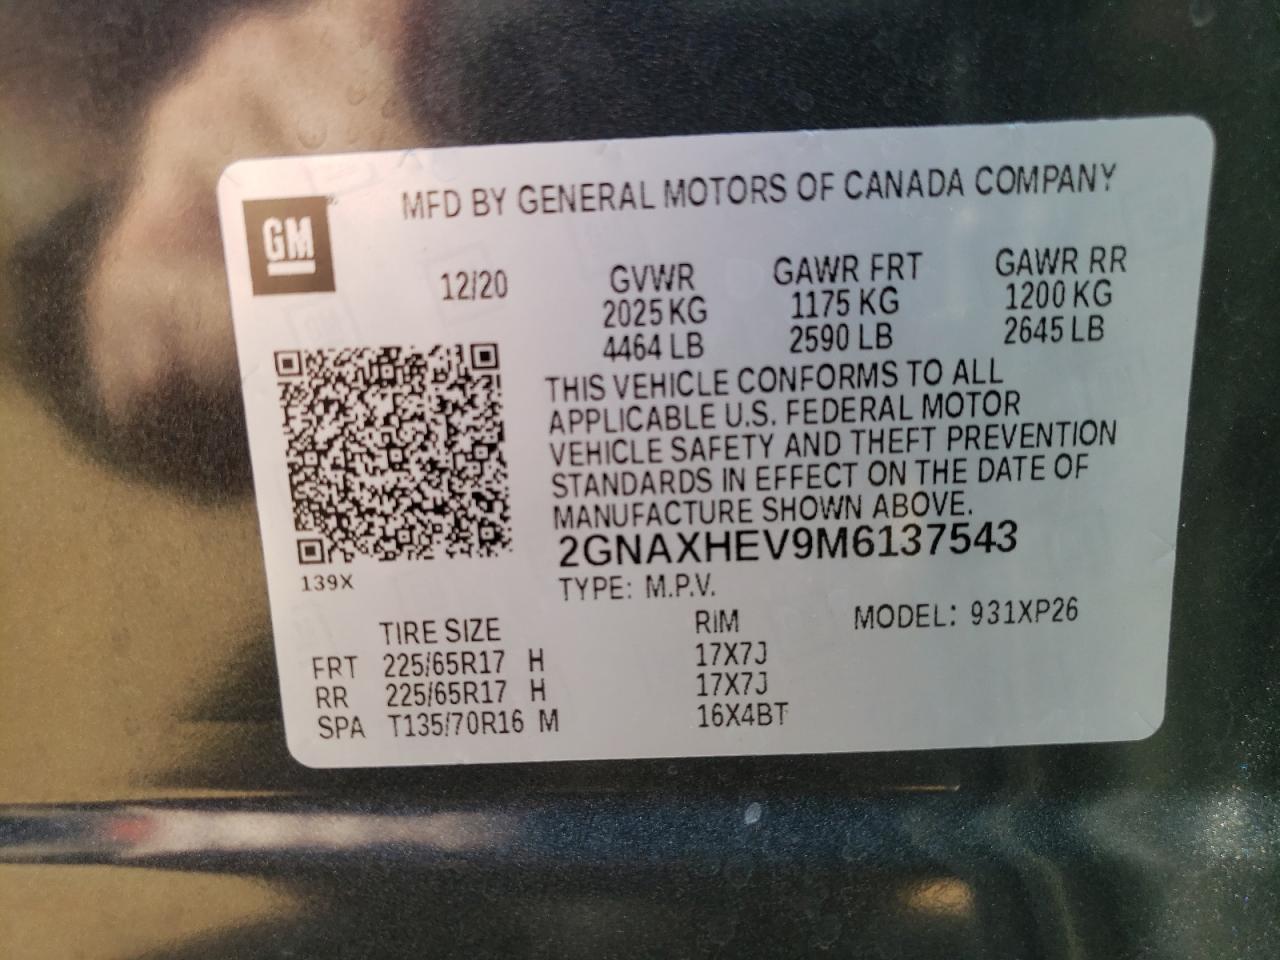 GM
MFD BY GENERAL MOTORS OF CANADA COMPANY
12/20 GVWR GAWR FRT GAWR RR
2025 KG 1175 KG 1200 KG
4464 LB 2590 LB 2645 LB
THIS VEHICLE CONFORMS TO ALL
APPLICABLE U.S. FEDERAL MOTOR
VEHICLE SAFETY AND THEFT PREVENTION
STANDARDS IN EFFECT ON THE DATE OF
MANUFACTURE SHOWN ABOVE.
2GNAXHEV9M6137543
139X
TYPE: M.P.V.
TIRE SIZE RIM MODEL: 931XP26
FRT 225/65R17 H 17X7J
RR 225/65R17 H 17X7J
SPA T135/70R16 M 16X4BT